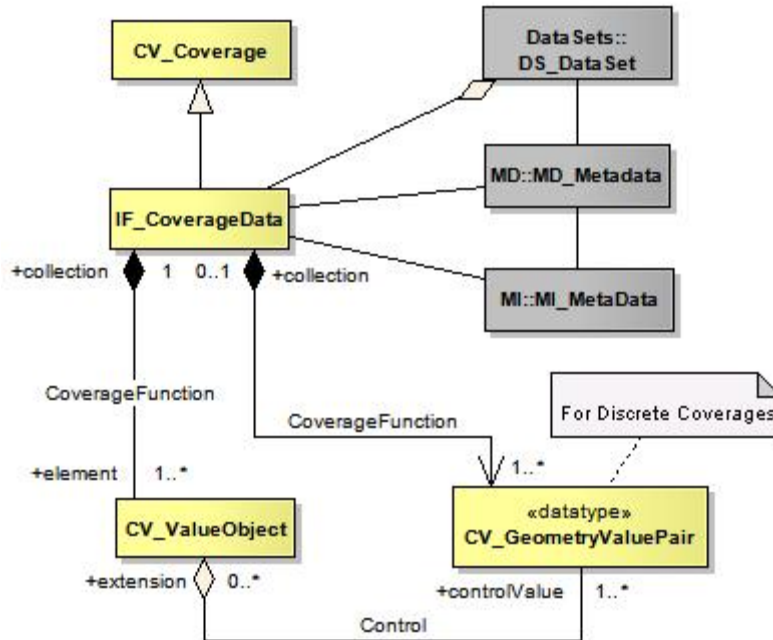 CV_Coverage
DataSets::
DS_DataSet
MD::MD_Metadata
IF_CoverageData
+collection
1
0..1
+collection
MI::MI_MetaData
CoverageFunction
CoverageFunction
For Discrete Coverages
+element
1..*
1..*
CV_ValueObject
«datatype»
CV_GeometryValuePair
+extension
0..*
+controlValue
1..*
Control